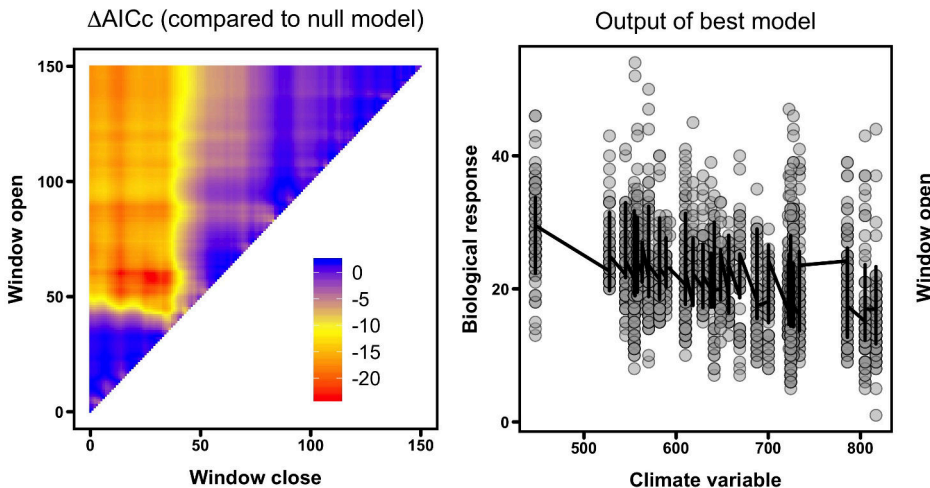 ΔAICc (compared to null model)
Output of best model
150
100
50
0
Window open
0
-5
-10
-15
-20
0
50
100
150
Window close
40
20
0
Biological response
500
600
700
800
Climate variable
Window open